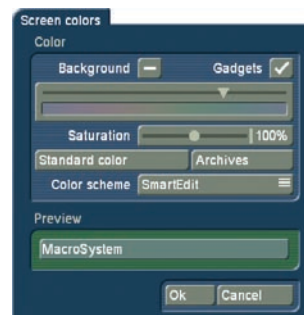 Screen colors
Color
Background Gadgets
Saturation 100%
Standard color Archives
Color scheme SmartEdit
Preview
MacroSystem
Ok Cancel